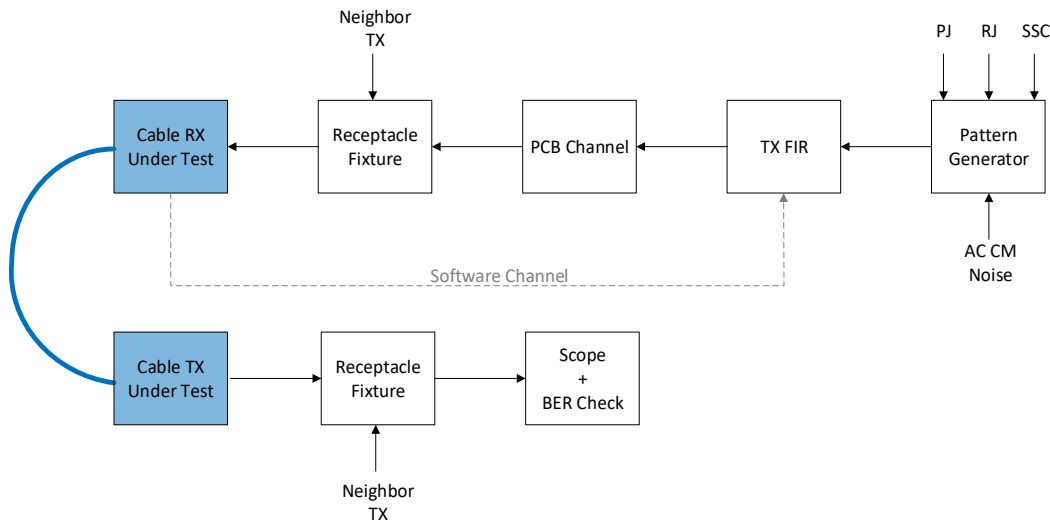 Neighbor
TX
PJ
RJ
SSC
Cable RX
Under Test
Receptacle
Fixture
PCB Channel
TX FIR
Pattern
Generator
AC CM
Noise
Software Channel
Cable TX
Under Test
Receptacle
Fixture
Scope
+
BER Check
Neighbor
TX